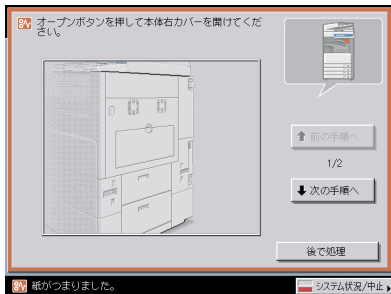 オープンボタンを押して本体右カバーを開けてくだ
さい。
前の手順へ
1/2
次の手順へ
後で処理
紙がつまりました。
システム状況/中止